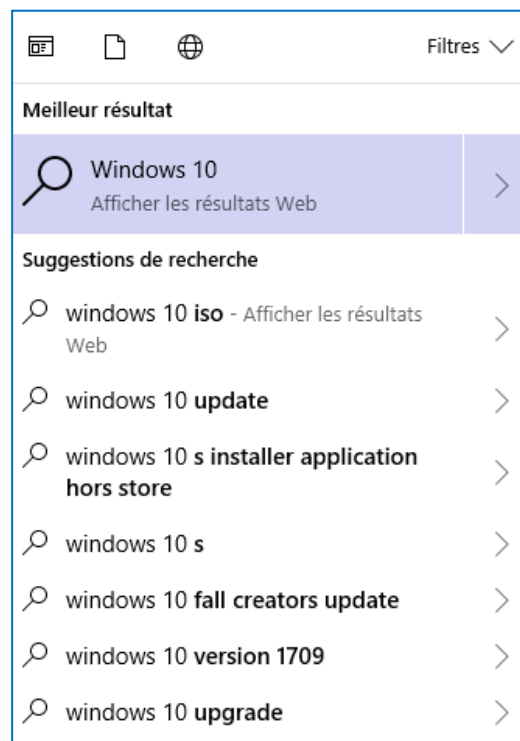 Filtres
Meilleur résultat
Windows 10
Afficher les résultats Web
Suggestions de recherche
windows 10 iso - Afficher les résultats
Web
windows 10 update
windows 10 s installer application
hors store
windows 10 s
windows 10 fall creators update
windows 10 version 1709
windows 10 upgrade